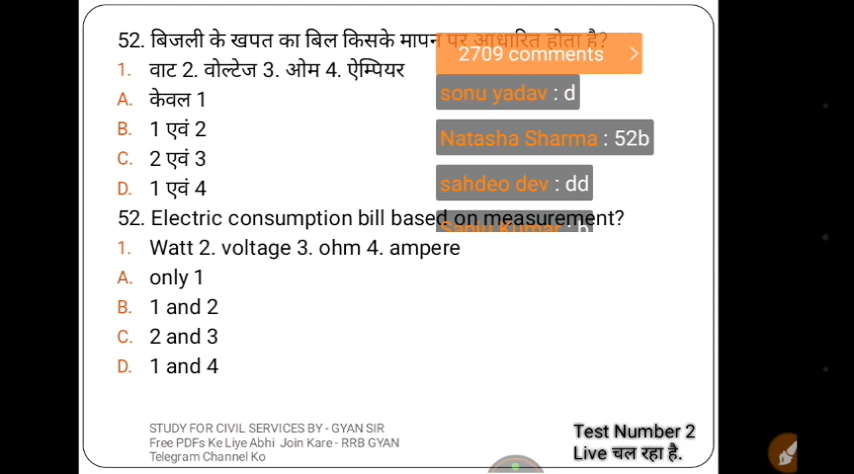 52. बिजली के खपत का बिल किसके मापन पर आधारित होता है?
2709 comments >
1. वाट 2. वोल्टेज 3. ओम 4. ऐम्पियर
A. केवल 1
sonu yadav : d
B. 1 एवं 2
Natasha Sharma : 52b
C. 2 एवं 3
D. 1 एवं 4
sahdeo dev : dd
52. Electric consumption bill based on measurement?
1. Watt 2. voltage 3. ohm 4. ampere
A. only 1
B. 1 and 2
C. 2 and 3
D. 1 and 4
STUDY FOR CIVIL SERVICES BY - GYAN SIR
Free PDFs Ke Liye Abhi Join Kare - RRB GYAN
Telegram Channel Ko
Test Number 2
Live चल रहा है.